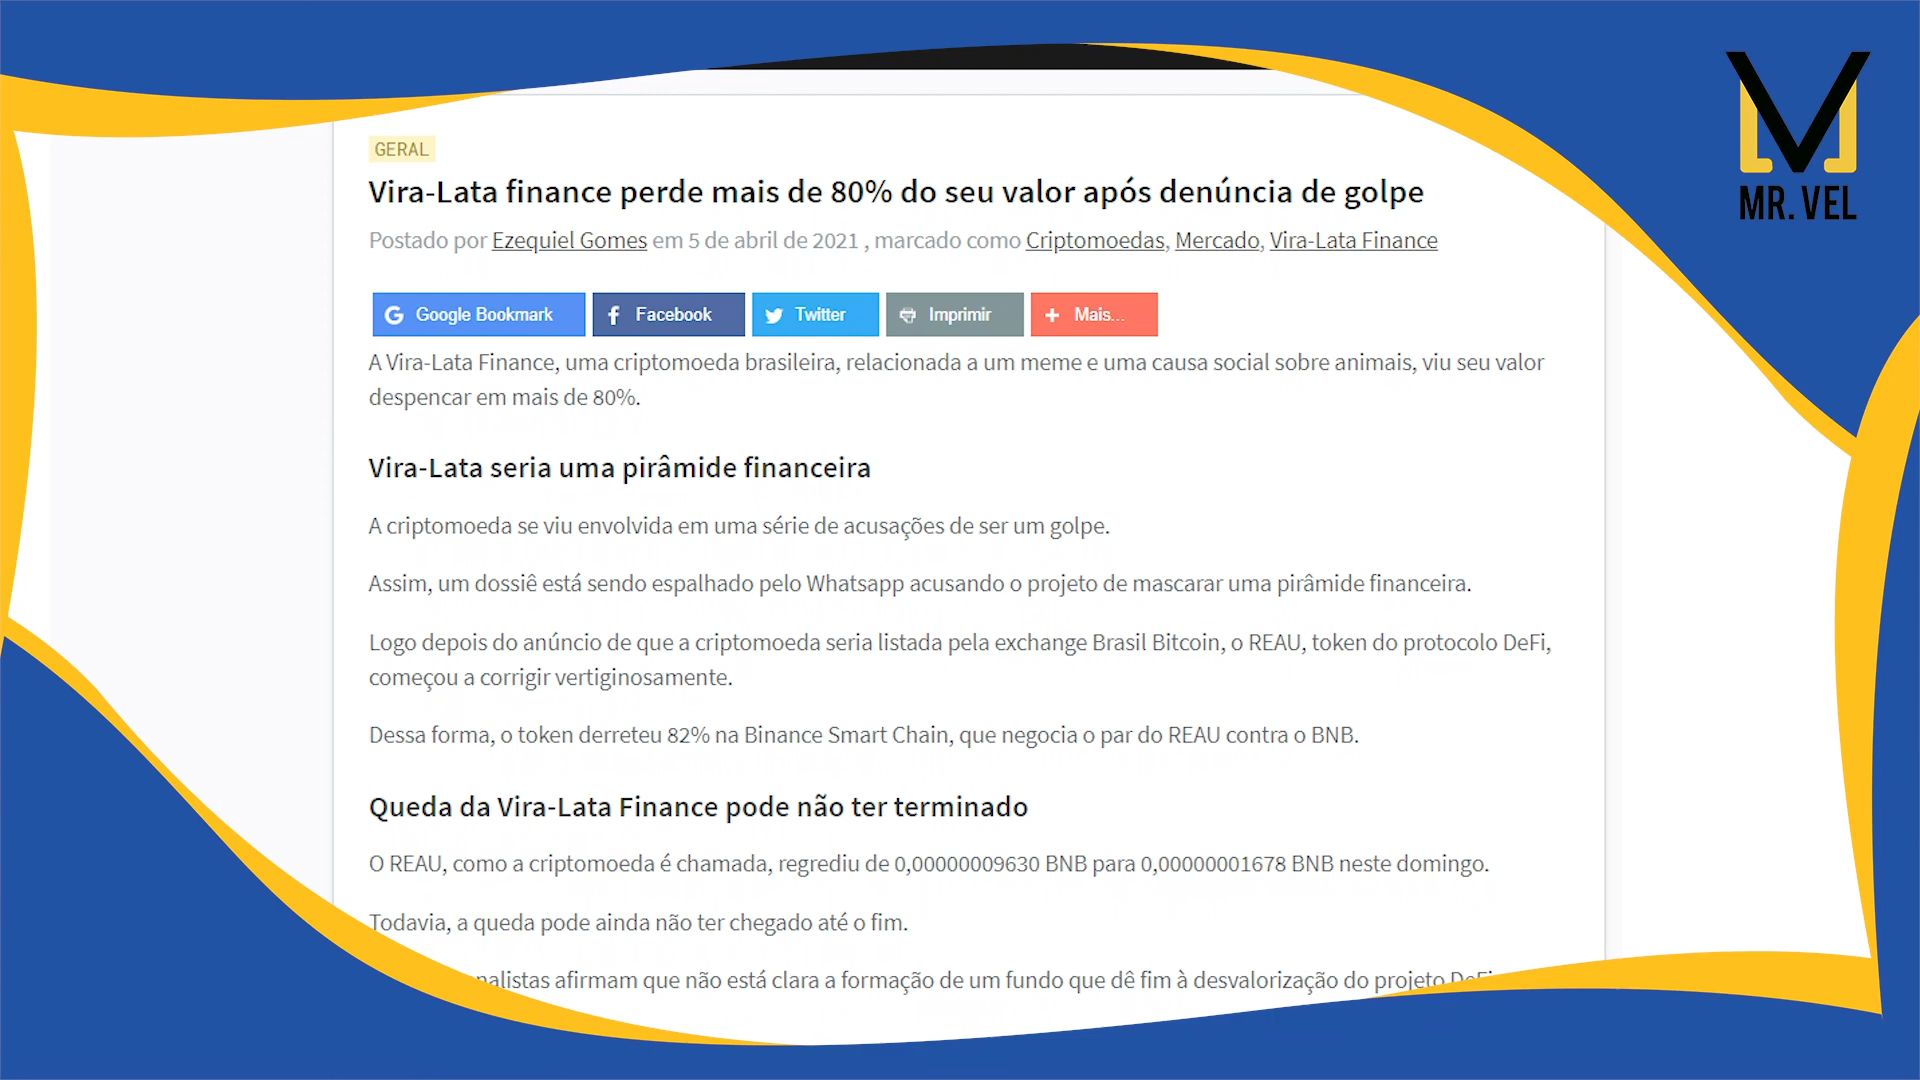 MR. VEL
GERAL
Vira-Lata finance perde mais de 80% do seu valor após denúncia de golpe
Postado por Ezequiel Gomes em 5 de abril de 2021 , marcado como Criptomoedas, Mercado, Vira-Lata Finance
Google Bookmark Facebook Twitter Imprimir Mais...
A Vira-Lata Finance, uma criptomoeda brasileira, relacionada a um meme e uma causa social sobre animais, viu seu valor
despencar em mais de 80%.
Vira-Lata seria uma pirâmide financeira
A criptomoeda se viu envolvida em uma série de acusações de ser um golpe.
Assim, um dossiê está sendo espalhado pelo Whatsapp acusando o projeto de mascarar uma pirâmide financeira.
Logo depois do anúncio de que a criptomoeda seria listada pela exchange Brasil Bitcoin, o REAU, token do protocolo DeFi,
começou a corrigir vertiginosamente.
Dessa forma, o token derreteu 82% na Binance Smart Chain, que negocia o par do REAU contra o BNB.
Queda da Vira-Lata Finance pode não ter terminado
O REAU, como a criptomoeda é chamada, regrediu de 0,00000009630 BNB para 0,00000001678 BNB neste domingo.
Todavia, a queda pode ainda não ter chegado até o fim.
nalistas afirmam que não está clara a formação de um fundo que dê fim à desvalorização do projeto